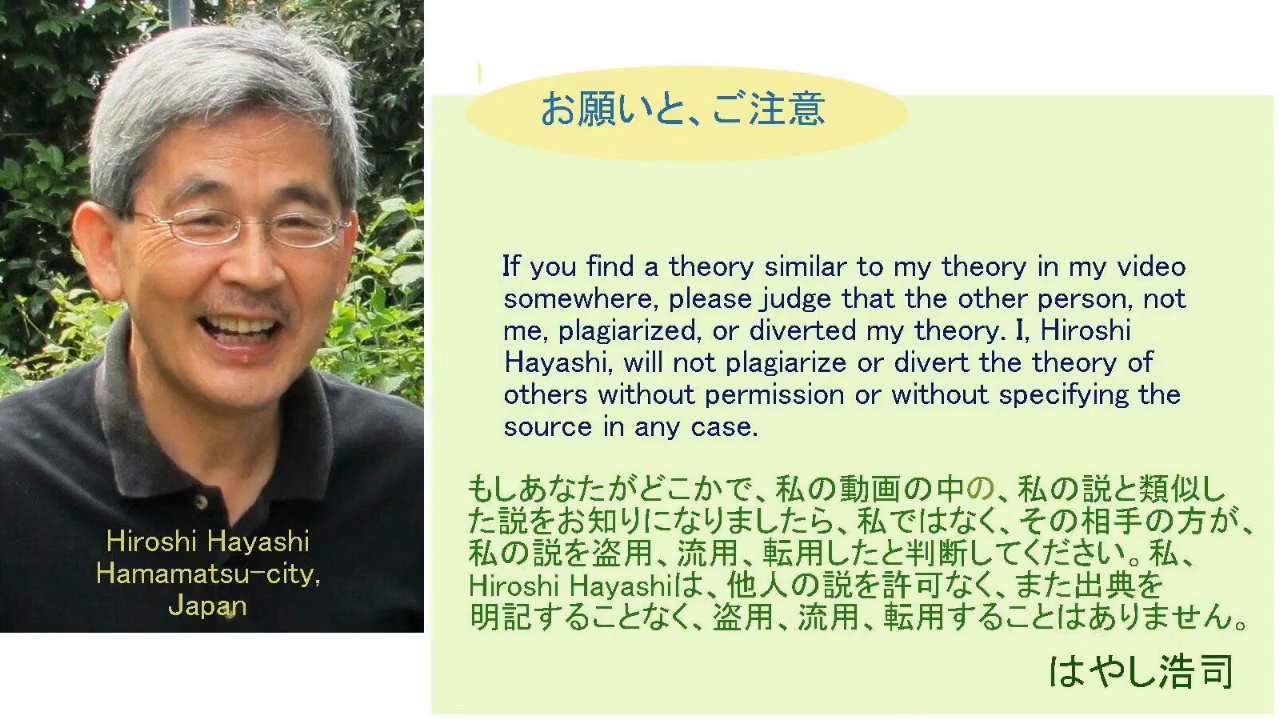 お願いと、ご注意
If you find a theory similar to my theory in my video
somewhere, please judge that the other person, not
me, plagiarized, or diverted my theory. I, Hiroshi
Hayashi, will not plagiarize or divert the theory of
others without permission or without specifying the
source in any case.
もしあなたがどこかで、私の動画の中の、私の説と類似し
た説をお知りになりましたら、私ではなく、その相手の方が、
私の説を盗用、流用、転用したと判断してください。私、
Hiroshi Hayashiは、他人の説を許可なく、また出典を
明記することなく、盗用、流用、転用することはありません。
はやし浩司
Hiroshi Hayashi
Hamamatsu-city,
Japan